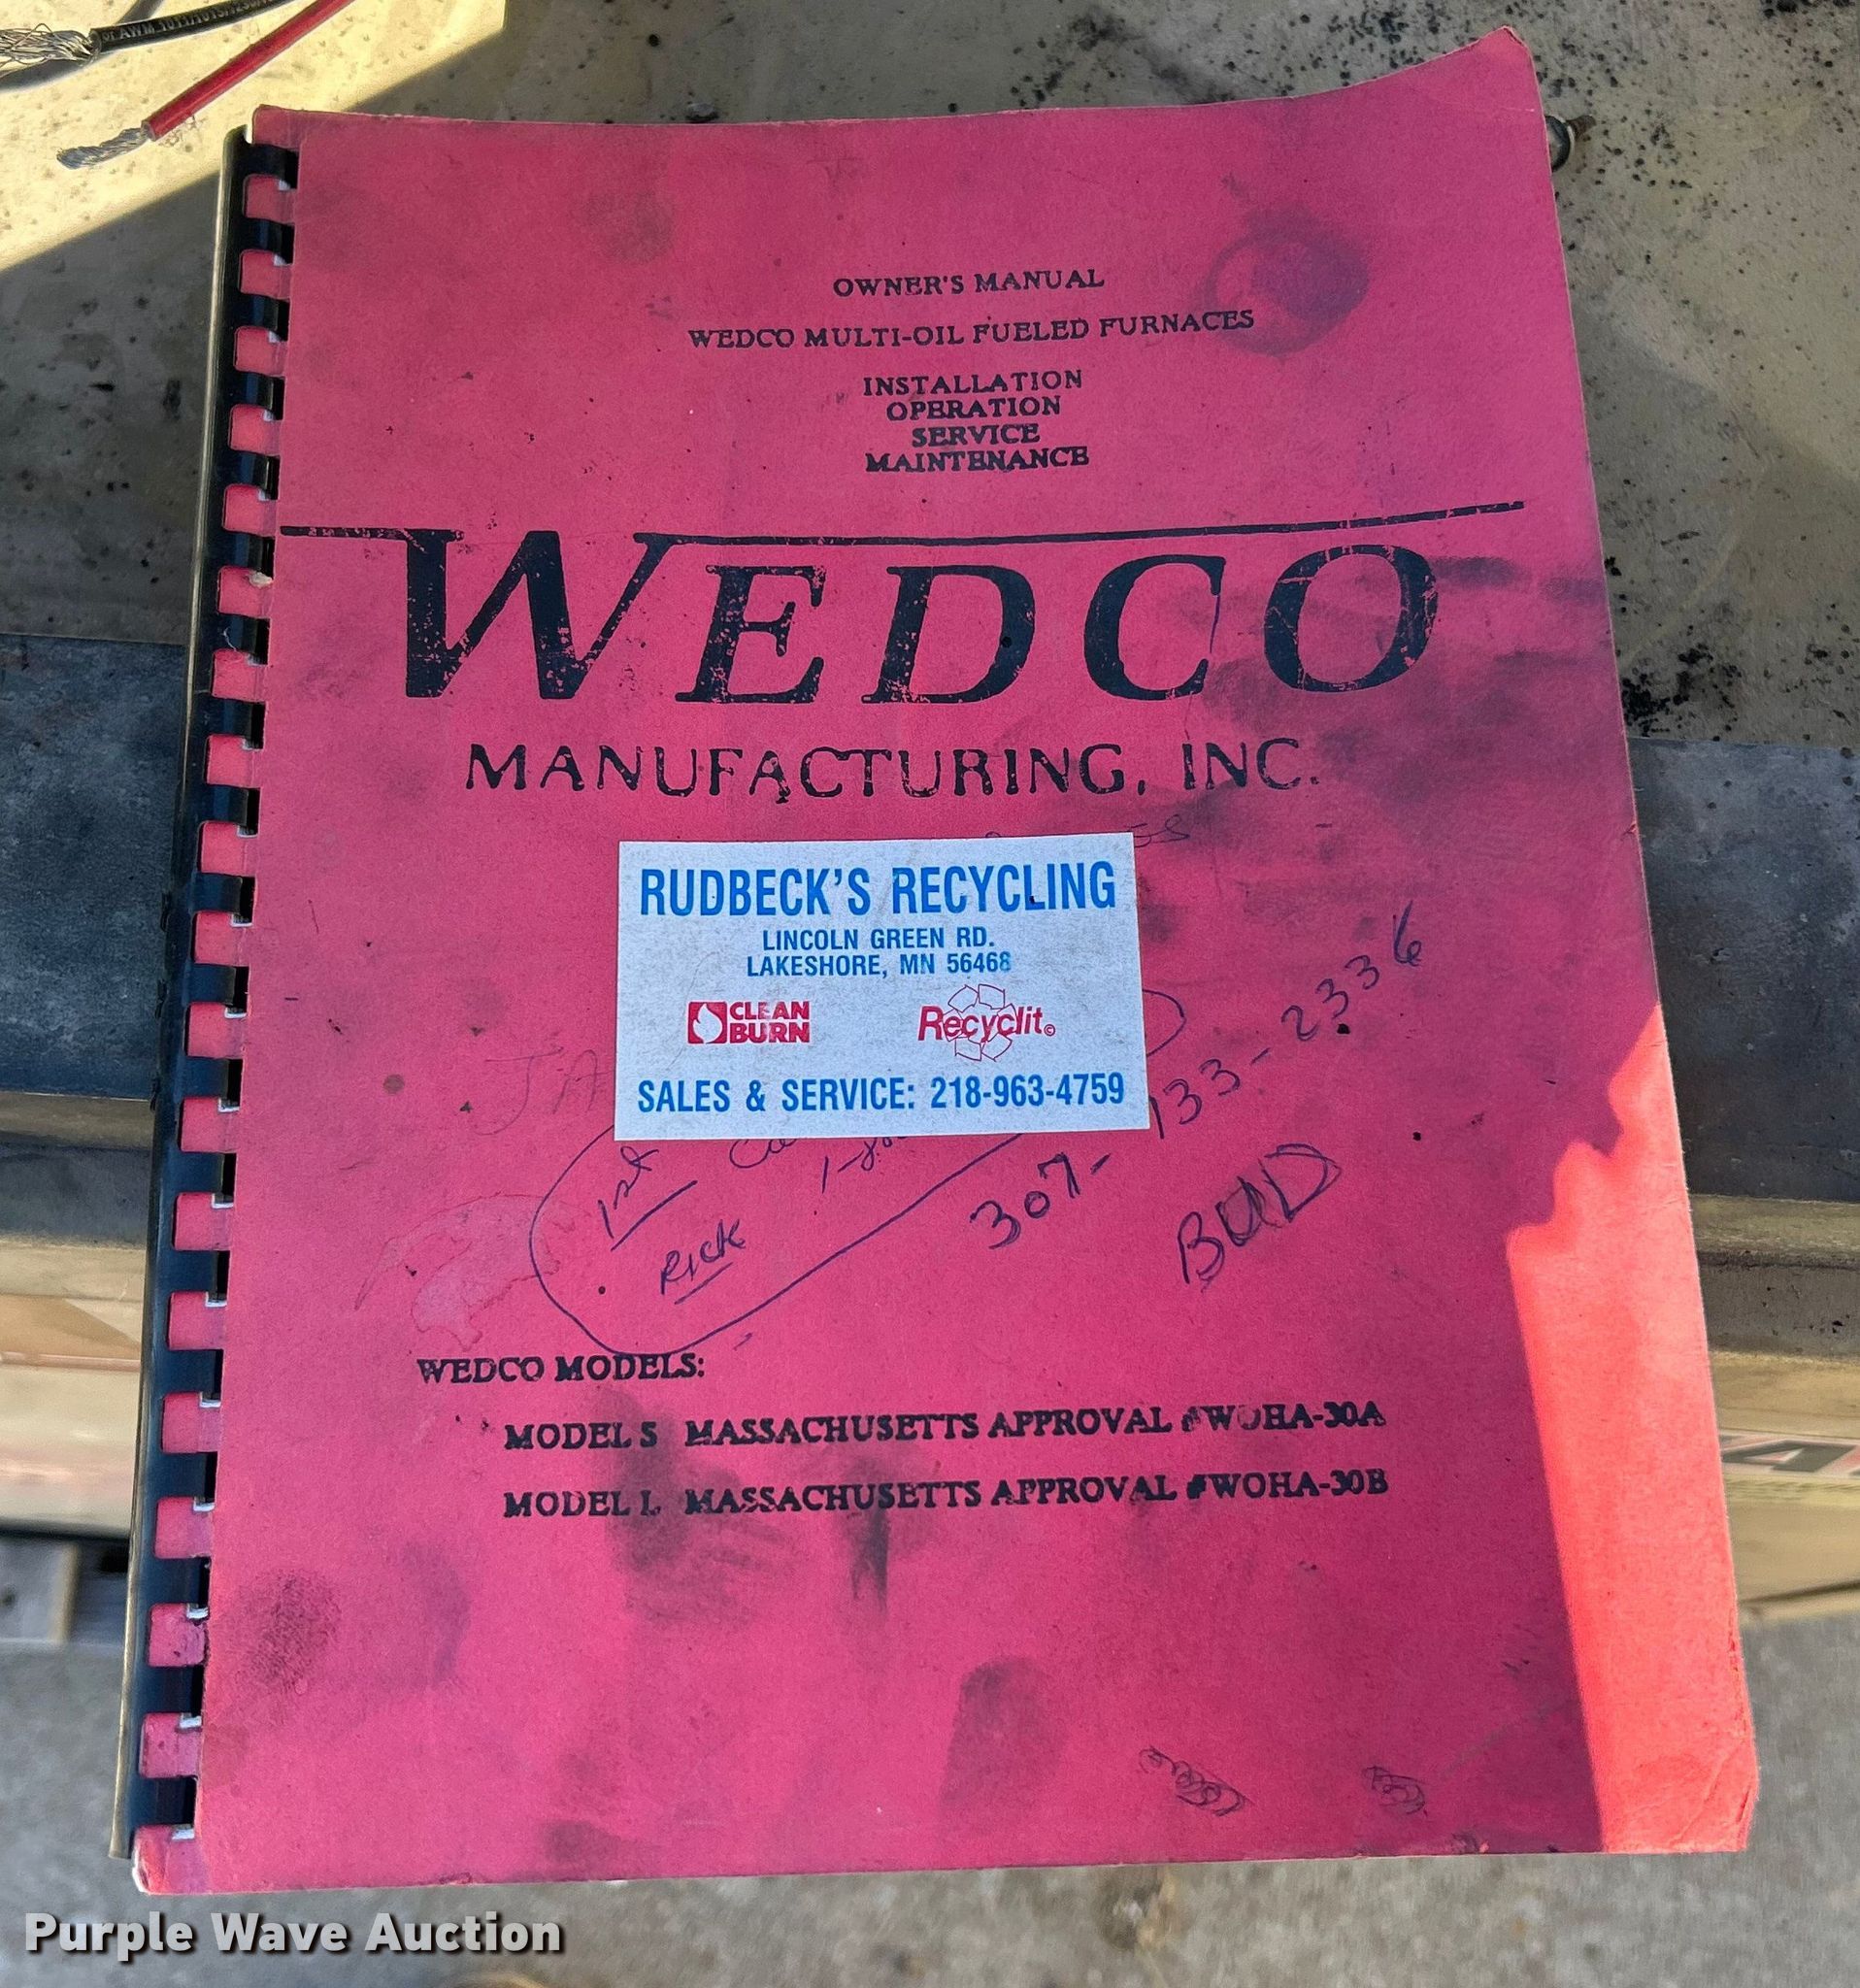 OWNER'S MANUAL
WEDCO MULTI-OIL FUELED FURNACES
INSTALLATION
OPERATION
SERVICE
MAINTENANCE
WEDCO
MANUFACTURING, INC.
RUDBECK'S RECYCLING
LINCOLN GREEN RD.
LAKESHORE, MN 56468
CLEAN BURN
Recyclit©
SALES & SERVICE: 218-963-4759
1st
Rick
307- 133-2336
BUD
WEDCO MODELS:
MODEL S MASSACHUSETTS APPROVAL #WOHA-30A
MODEL L MASSACHUSETTS APPROVAL #WOHA-30B
Purple Wave Auction